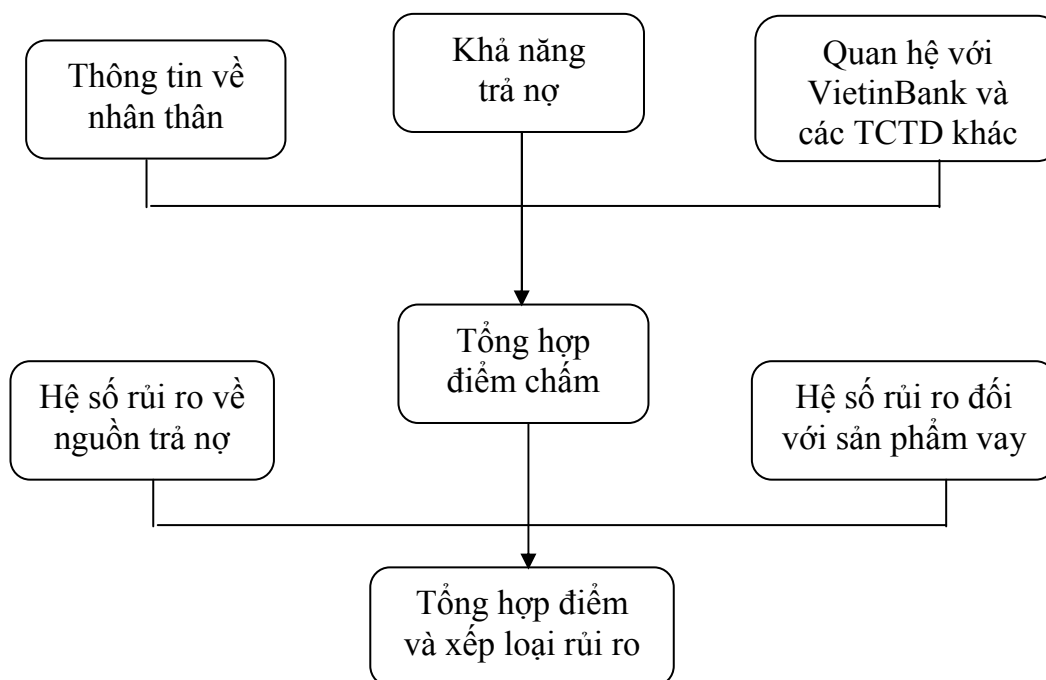 Thông tin về
nhân thân
Khả năng
trả nợ
Quan hệ với
VietinBank và
các TCTD khác
Tổng hợp
điểm chấm
Hệ số rủi ro về
nguồn trả nợ
Hệ số rủi ro đối
với sản phẩm vay
Tổng hợp điểm
và xếp loại rủi ro